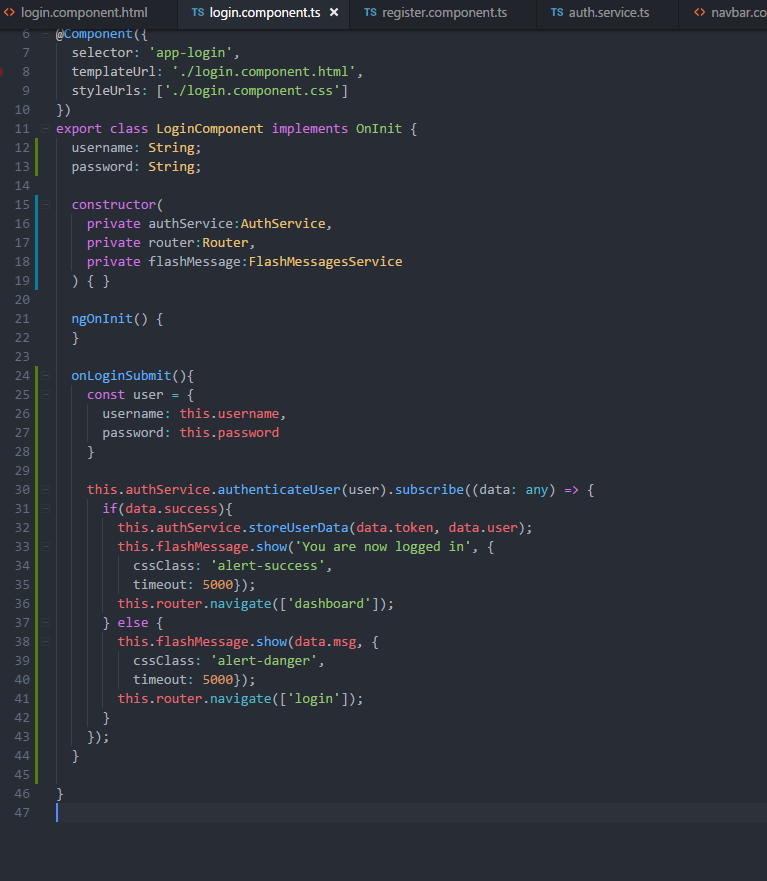 <> login.component.html TS login.component.ts × TS register.component.ts TS auth.service.ts <> navbar.co
6 @Component({
7   selector: 'app-login',
8   templateUrl: './login.component.html',
9   styleUrls: ['./login.component.css']
10 })
11 export class LoginComponent implements OnInit {
12   username: String;
13   password: String;
14
15   constructor(
16     private authService:AuthService,
17     private router:Router,
18     private flashMessage:FlashMessagesService
19   ) { }
20
21   ngOnInit() {
22   }
23
24   onLoginSubmit(){
25     const user = {
26       username: this.username,
27       password: this.password
28     }
29
30     this.authService.authenticateUser(user).subscribe((data: any) => {
31       if(data.success){
32         this.authService.storeUserData(data.token, data.user);
33         this.flashMessage.show('You are now logged in', {
34           cssClass: 'alert-success',
35           timeout: 5000});
36         this.router.navigate(['dashboard']);
37       } else {
38         this.flashMessage.show(data.msg, {
39           cssClass: 'alert-danger',
40           timeout: 5000});
41         this.router.navigate(['login']);
42       }
43     });
44   }
45
46 }
47